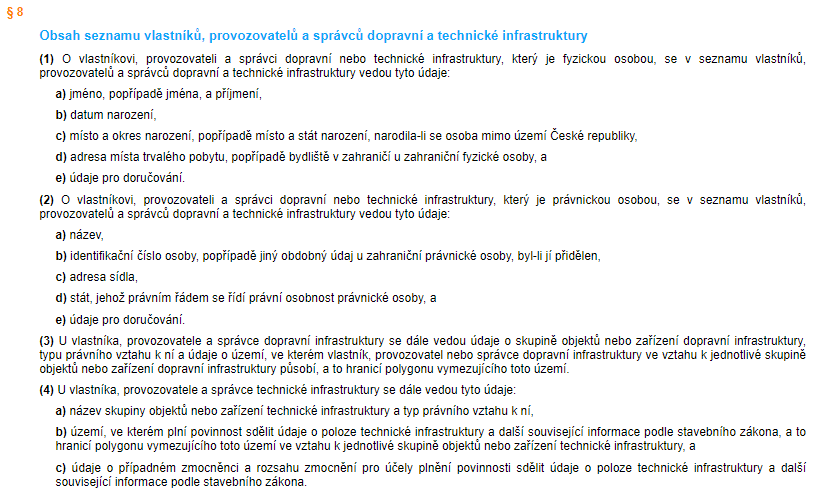 § 8
Obsah seznamu vlastníků, provozovatelů a správců dopravní a technické infrastruktury
(1) O vlastníkovi, provozovateli a správci dopravní nebo technické infrastruktury, který je fyzickou osobou, se v seznamu vlastníků,
provozovatelů a správců dopravní a technické infrastruktury vedou tyto údaje:
a) jméno, popřípadě jména, a příjmení,
b) datum narození,
c) místo a okres narození, popřípadě místo a stát narození, narodila-li se osoba mimo území České republiky,
d) adresa místa trvalého pobytu, popřípadě bydliště v zahraničí u zahraniční fyzické osoby, a
e) údaje pro doručování.
(2) O vlastníkovi, provozovateli a správci dopravní nebo technické infrastruktury, který je právnickou osobou, se v seznamu vlastníků,
provozovatelů a správců dopravní a technické infrastruktury vedou tyto údaje:
a) název,
b) identifikační číslo osoby, popřípadě jiný obdobný údaj u zahraniční právnické osoby, byl-li jí přidělen,
c) adresa sídla,
d) stát, jehož právním řádem se řídí právní osobnost právnické osoby, a
e) údaje pro doručování.
(3) U vlastníka, provozovatele a správce dopravní infrastruktury se dále vedou údaje o skupině objektů nebo zařízení dopravní infrastruktury,
typu právního vztahu k ní a údaje o území, ve kterém vlastník, provozovatel nebo správce dopravní infrastruktury ve vztahu k jednotlivé skupině
objektů nebo zařízení dopravní infrastruktury působí, a to hranicí polygonu vymezujícího toto území.
(4) U vlastníka, provozovatele a správce technické infrastruktury se dále vedou tyto údaje:
a) název skupiny objektů nebo zařízení technické infrastruktury a typ právního vztahu k ní,
b) území, ve kterém plní povinnost sdělit údaje o poloze technické infrastruktury a další související informace podle stavebního zákona, a to
hranicí polygonu vymezujícího toto území ve vztahu k jednotlivé skupině objektů nebo zařízení technické infrastruktury, a
c) údaje o případném zmocněnci a rozsahu zmocnění pro účely plnění povinnosti sdělit údaje o poloze technické infrastruktury a další
související informace podle stavebního zákona.